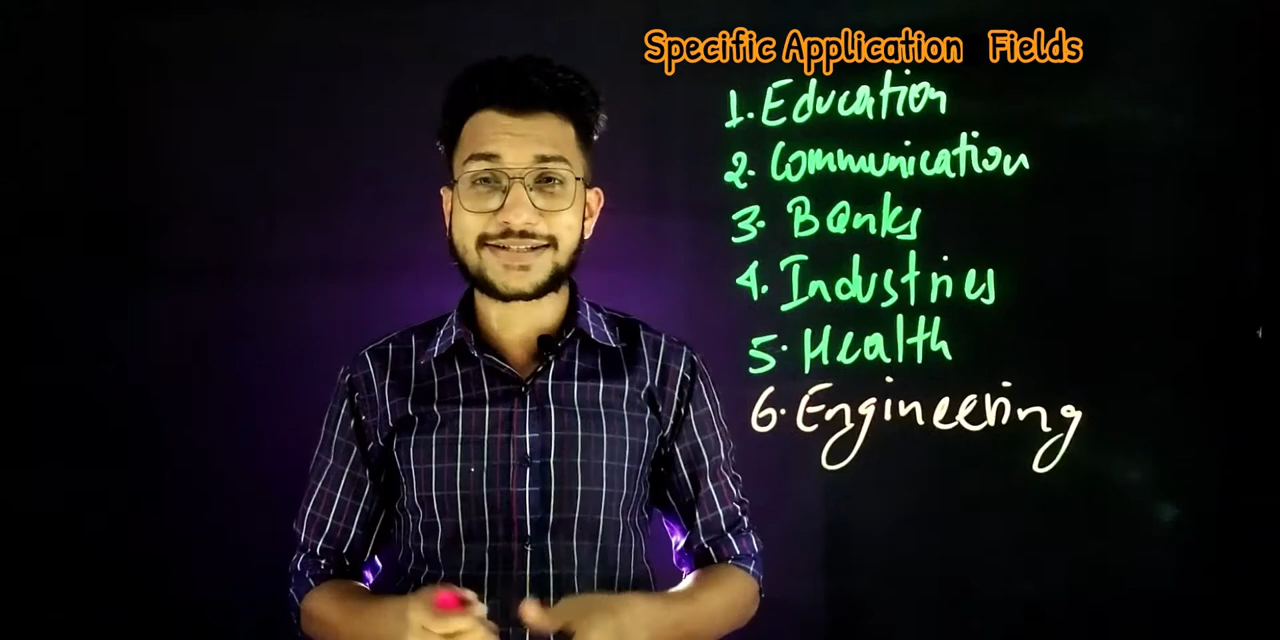 Specific Application Fields
1. Education
2. Communication
3. Banks
4. Industries
5. Health
6. Engineering